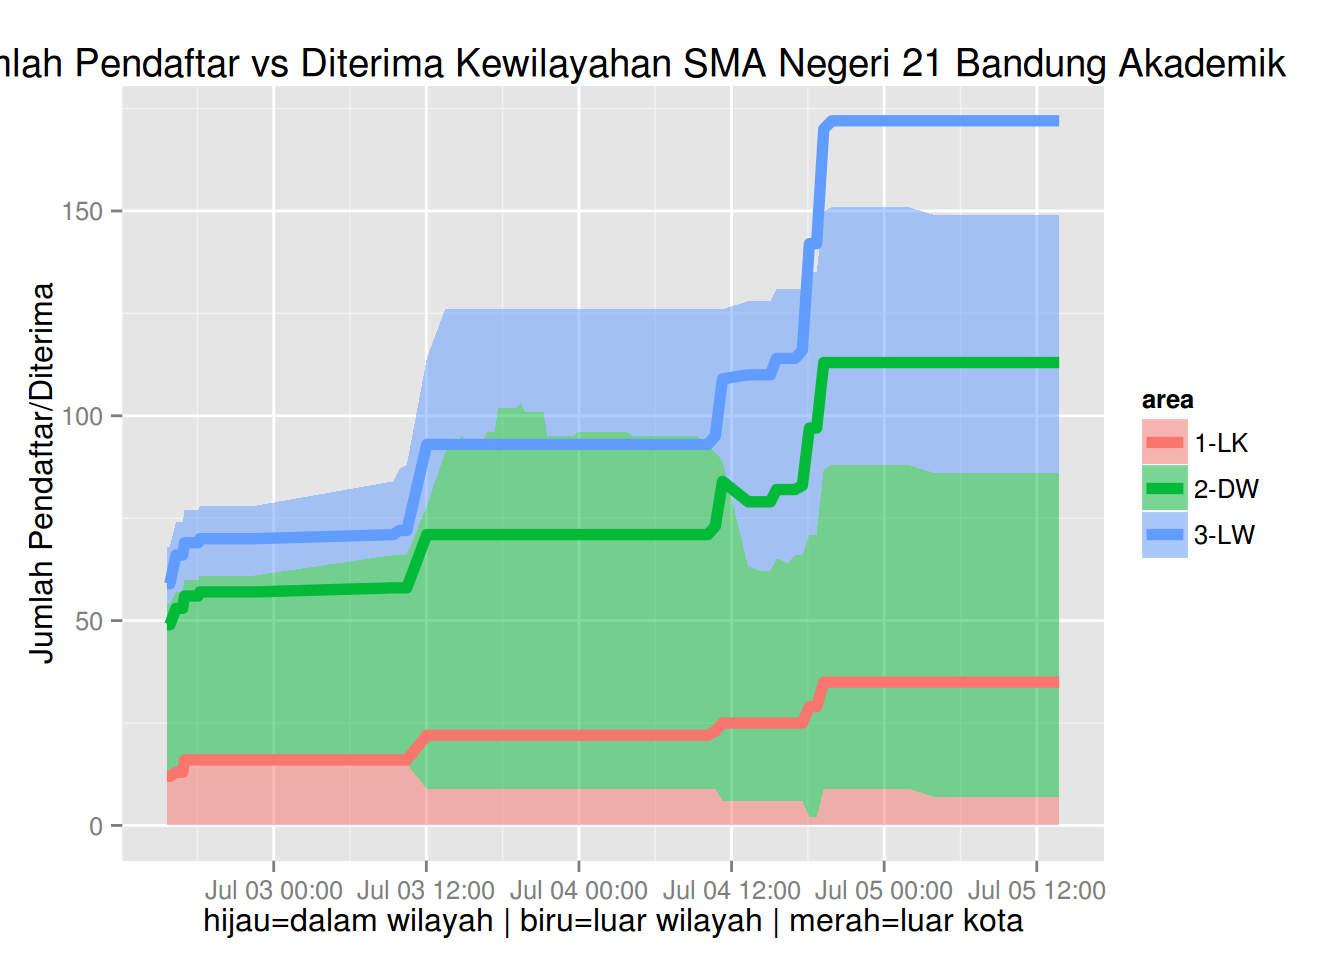 mlah Pendaftar vs Diterima Kewilayahan SMA Negeri 21 Bandung Akademik
Jumlah Pendaftar/Diterima
150
100
50
0
Jul 03 00:00 Jul 03 12:00 Jul 04 00:00 Jul 04 12:00 Jul 05 00:00 Jul 05 12:00
hijau=dalam wilayah | biru=luar wilayah | merah=luar kota
area
1-LK
2-DW
3-LW